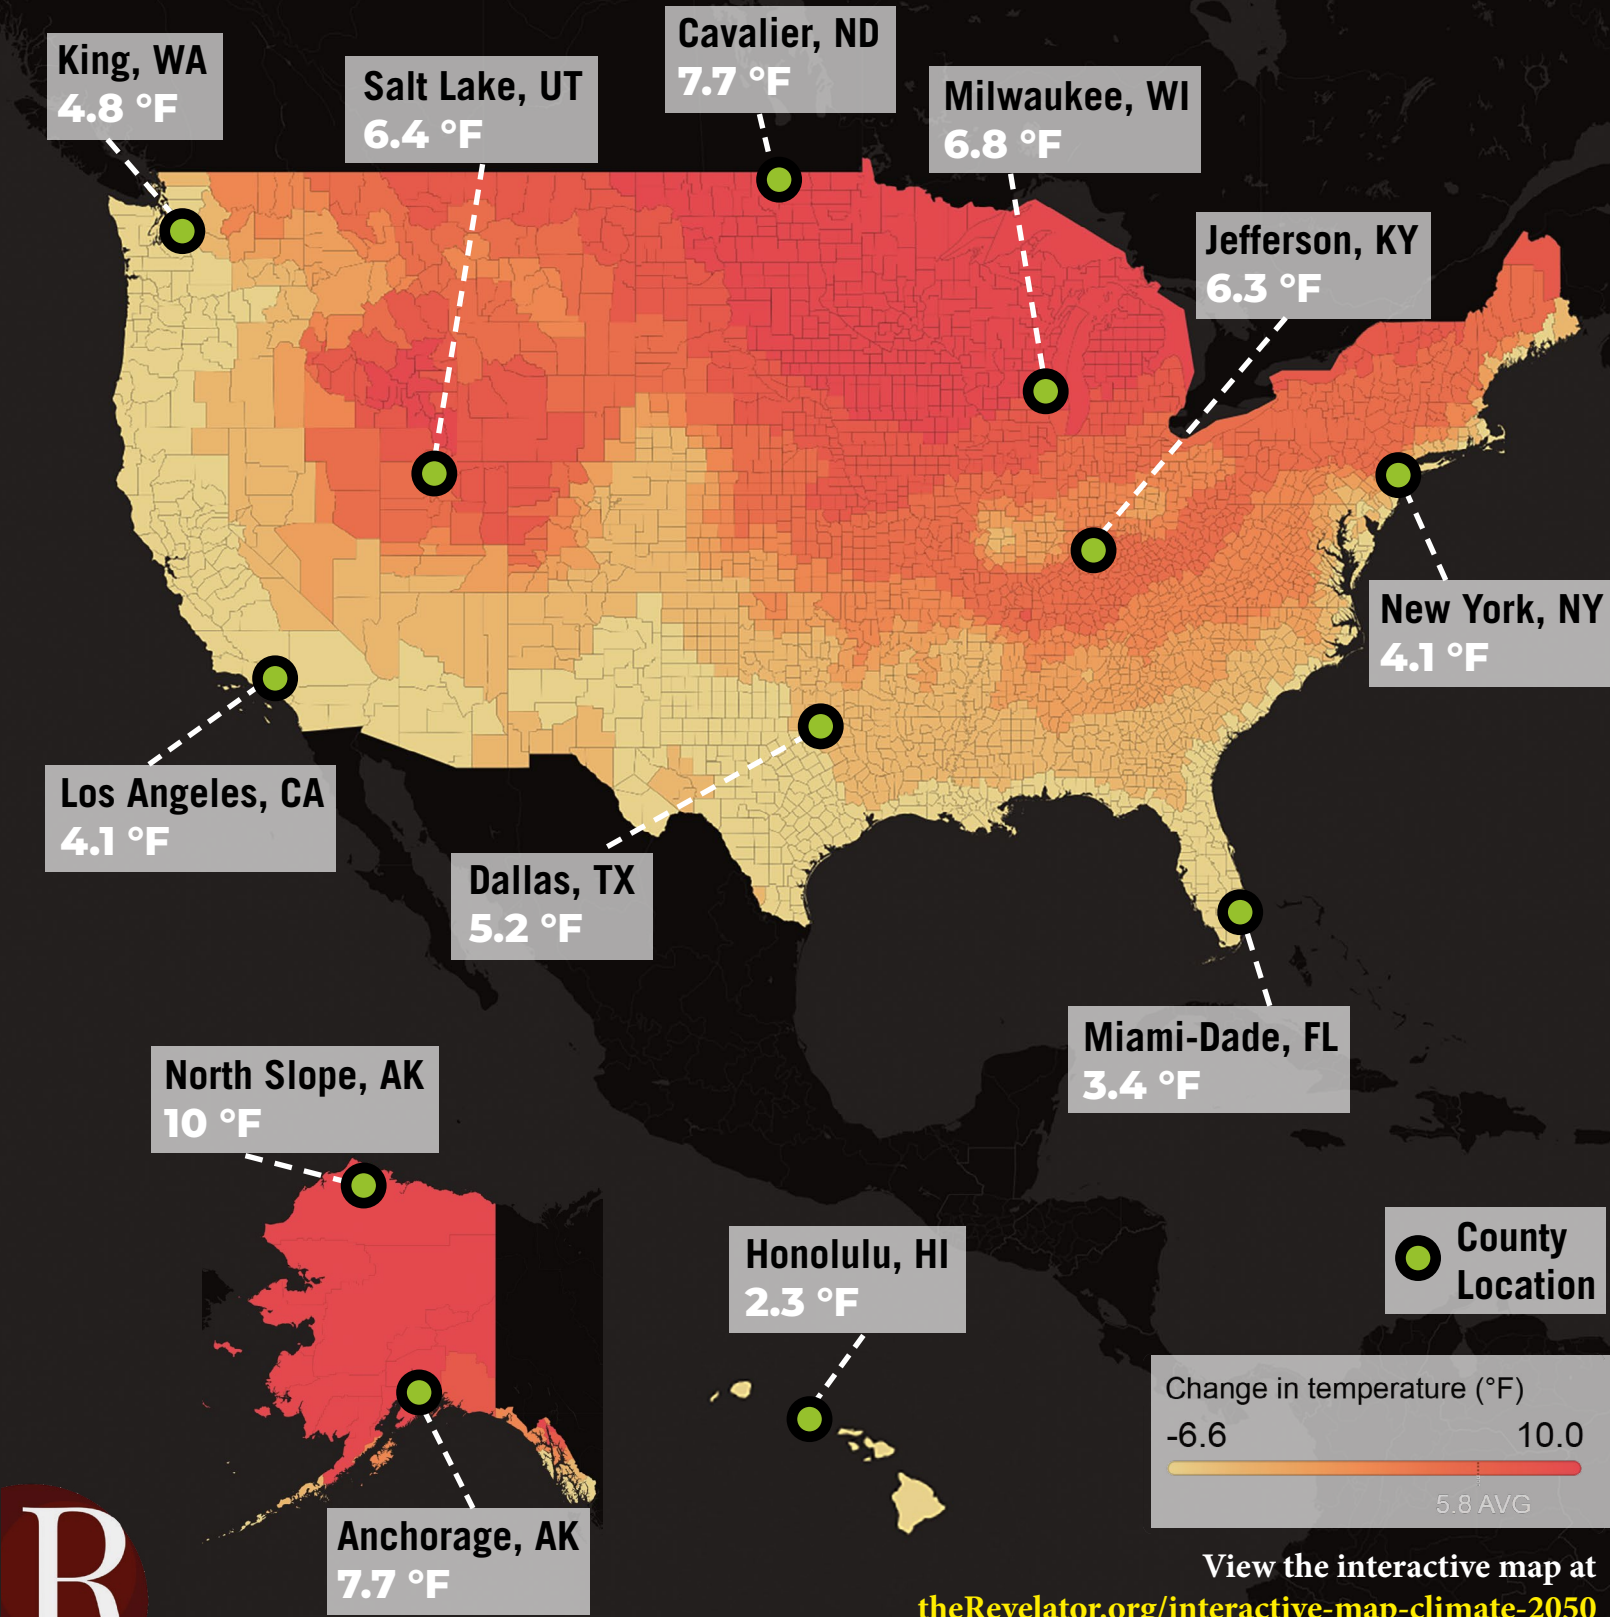 Cavalier, ND
7.7 °F
King, WA
4.8 °F
Salt Lake, UT
6.4 °F
Milwaukee, WI
6.8 °F
Jefferson, KY
6.3 °F
New York, NY
4.1 °F
Los Angeles, CA
4.1 °F
Dallas, TX
5.2 °F
Miami-Dade, FL
3.4 °F
North Slope, AK
10 °F
Honolulu, HI
2.3 °F
County
Location
Change in temperature (°F)
-6.6 10.0
5.8 AVG
Anchorage, AK
7.7 °F
R
View the interactive map at
theRevelator.org/interactive-map-climate-2050